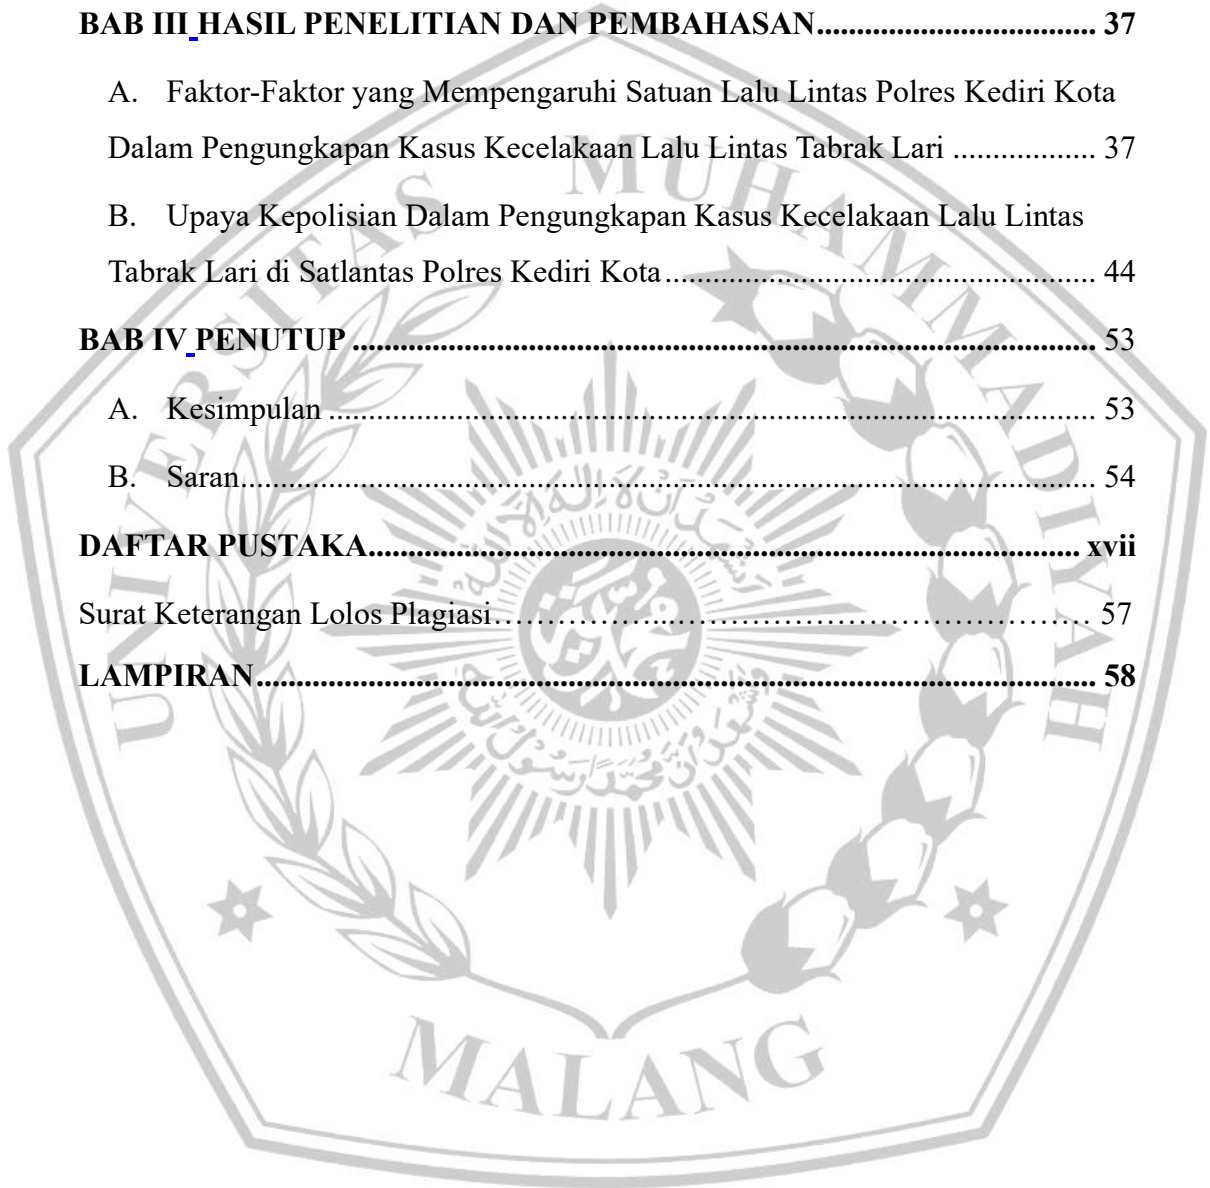 BAB III HASIL PENELITIAN DAN PEMBAHASAN................................... 37
A. Faktor-Faktor yang Mempengaruhi Satuan Lalu Lintas Polres Kediri Kota
Dalam Pengungkapan Kasus Kecelakaan Lalu Lintas Tabrak Lari .................. 37
B. Upaya Kepolisian Dalam Pengungkapan Kasus Kecelakaan Lalu Lintas
Tabrak Lari di Satlantas Polres Kediri Kota...................................................... 44
BAB IV PENUTUP ............................................................................................. 53
A. Kesimpulan ................................................................................................ 53
B. Saran........................................................................................................... 54
DAFTAR PUSTAKA......................................................................................... xvii
Surat Keterangan Lolos Plagiasi……………...……………………………………… 57
LAMPIRAN......................................................................................................... 58
UNIVERSITAS MUHAMMADIYAH
MALANG